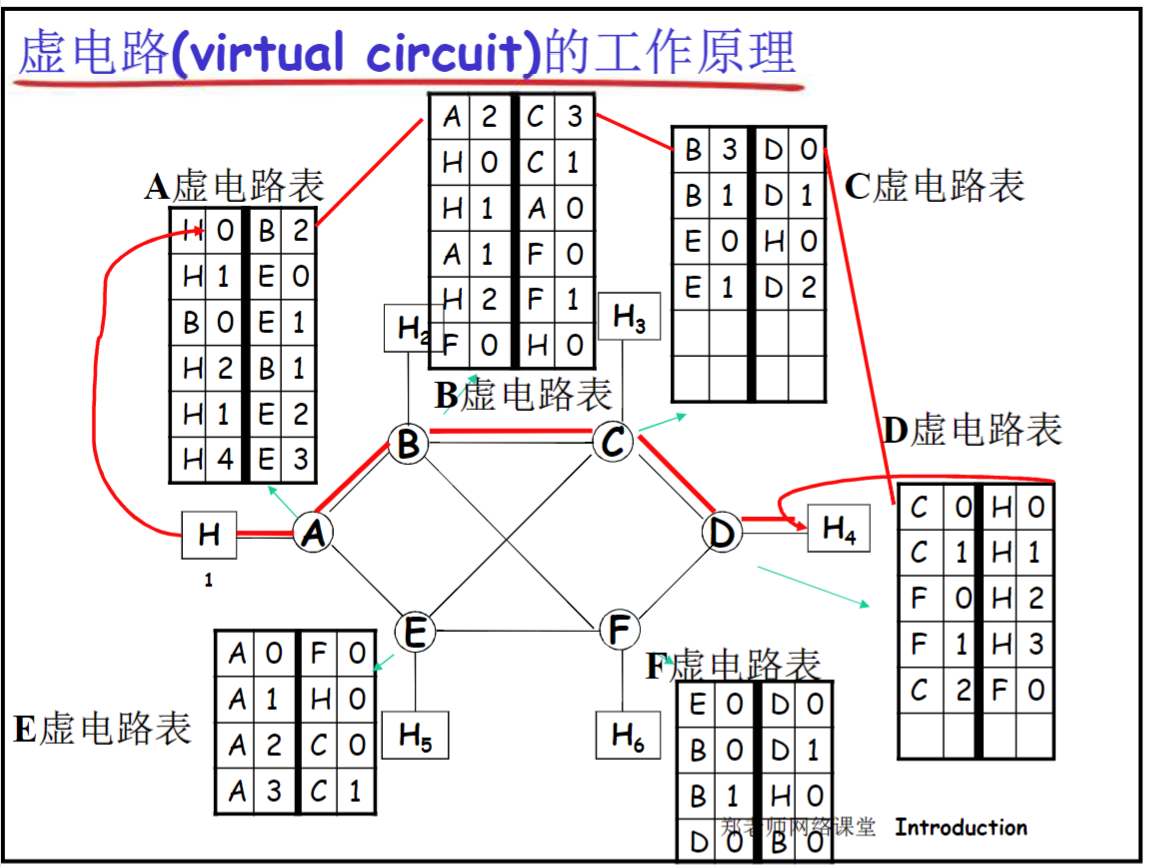 虚电路(virtual circuit)的工作原理
A虚电路表
H 0 B 2
H 1 E 0
B 0 E 1
H 2 B 1
H 1 E 2
H 4 E 3
A 2 C 3
H 0 C 1
H 1 A 0
A 1 F 0
H 2 F 1
F 0 H 0
B虚电路表
B 3 D 0
B 1 D 1
E 0 H 0
E 1 D 2
C虚电路表
H2
H3
B
C
D虚电路表
C 0 H 0
C 1 H 1
F 0 H 2
F 1 H 3
C 2 F 0
H
1
A
D
H4
E
F
E虚电路表
A 0 F 0
A 1 H 0
A 2 C 0
A 3 C 1
H5
H6
F虚电路表
E 0 D 0
B 0 D 1
B 1 H 0
D 0 B 0
郑老师网络课堂 Introduction